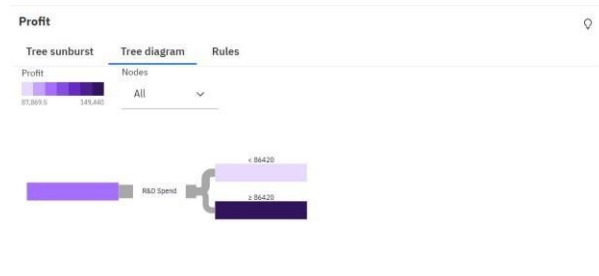 Profit
Tree sunburst Tree diagram Rules
Profit Nodes
All
87,869.5 149,440
< 86420
R&D Spend
≥ 86420